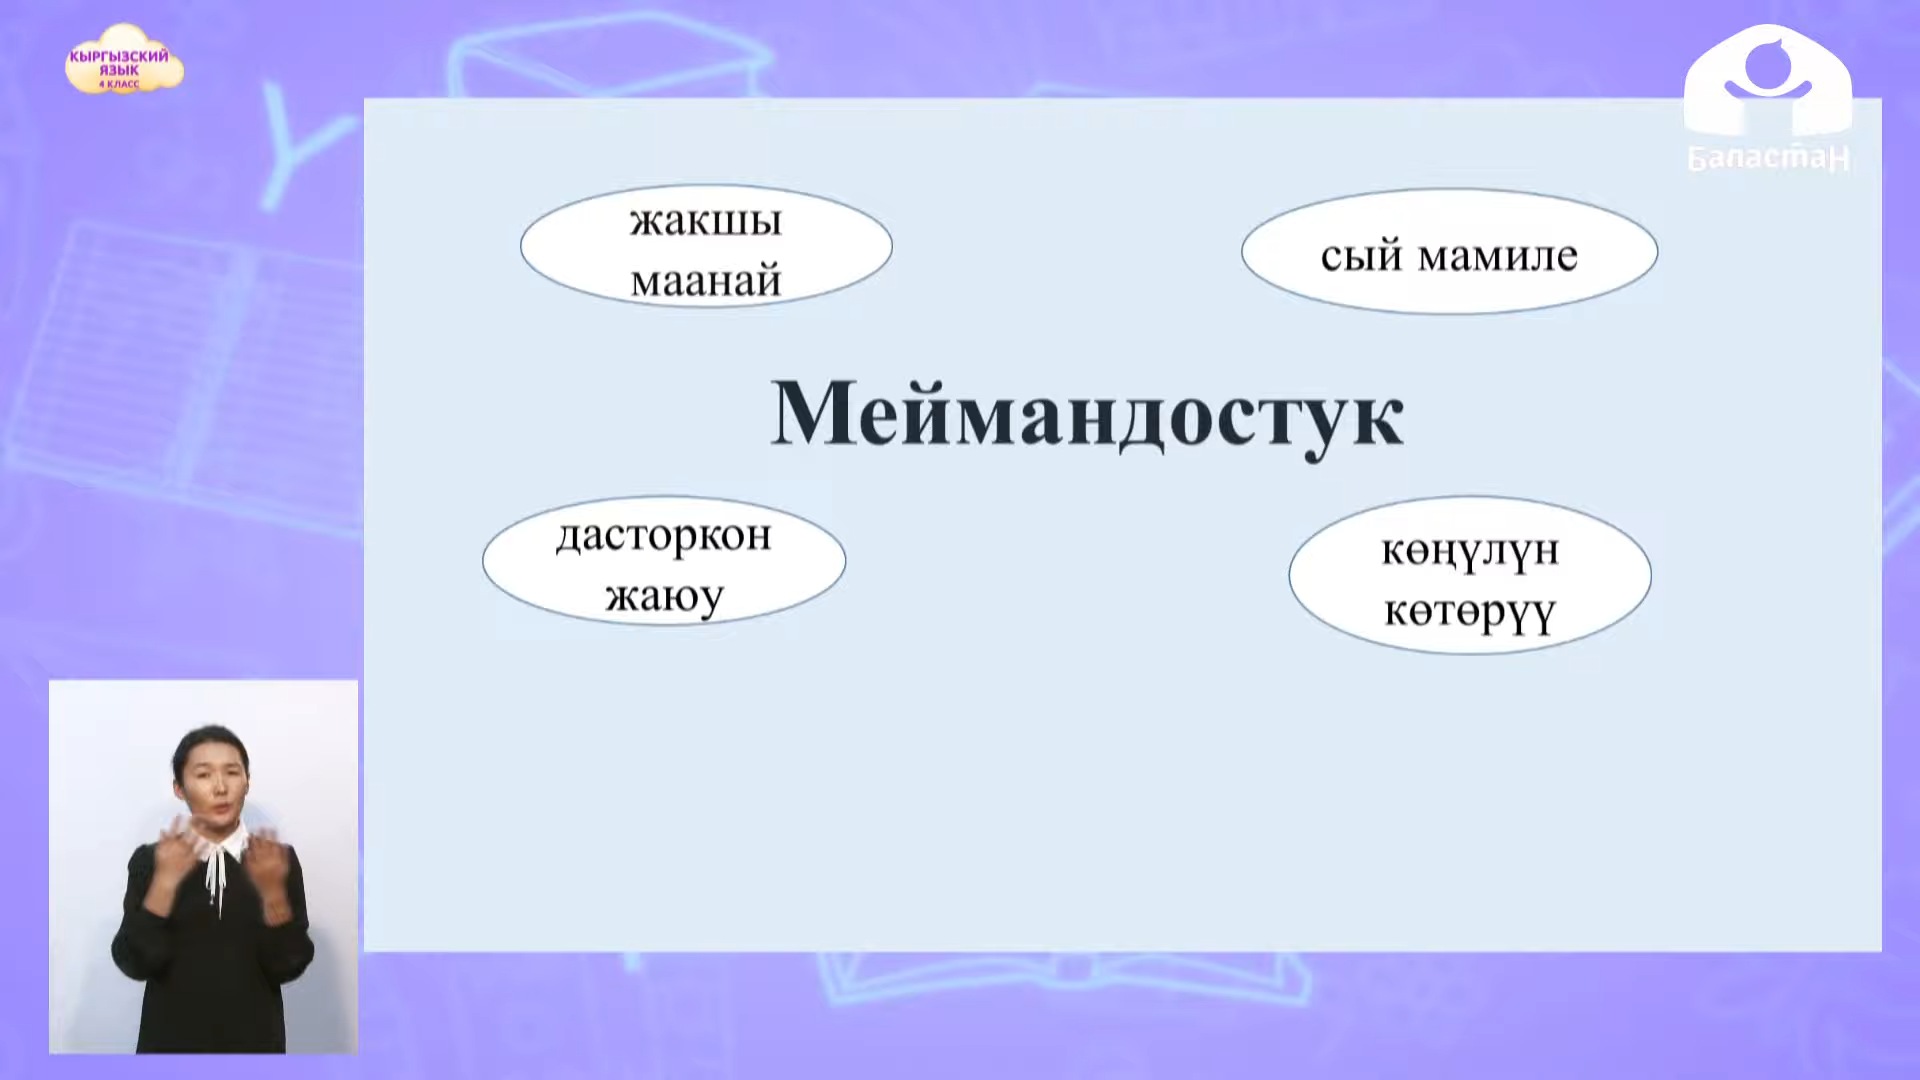 КЫРГЫЗСКИЙ
ЯЗЫК
4 КЛАСС
Баластан
жакшы
маанай
сый мамиле
Меймандостук
дасторкон
жаюу
көңүлүн
көтөрүү